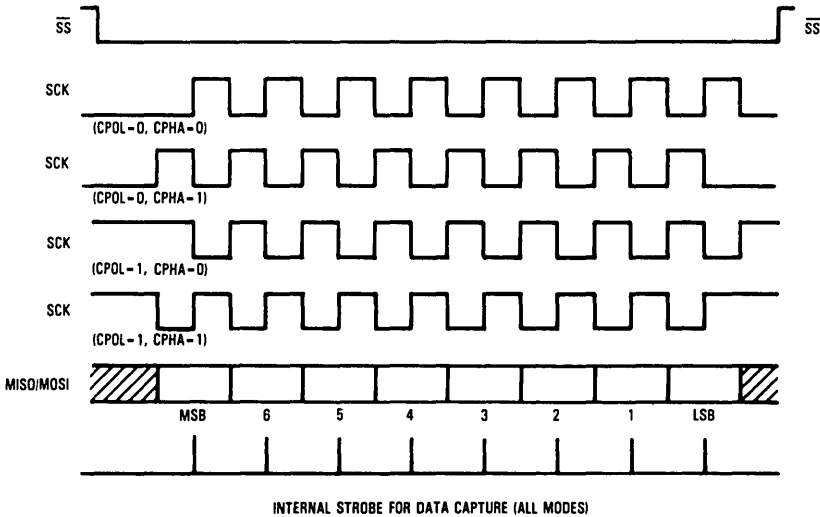 SS SS
SCK
(CPOL=0, CPHA=0)
SCK
(CPOL=0, CPHA=1)
SCK
(CPOL=1, CPHA=0)
SCK
(CPOL=1, CPHA=1)
MISO/MOSI
MSB 6 5 4 3 2 1 LSB
INTERNAL STROBE FOR DATA CAPTURE (ALL MODES)